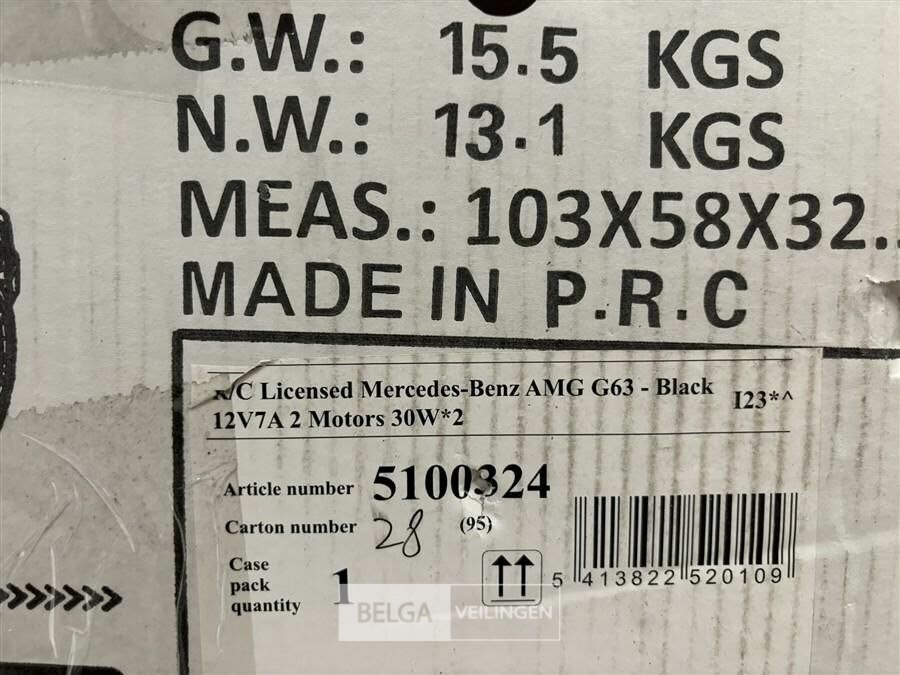 G.W.: 15.5 KGS
N.W.: 13.1 KGS
MEAS.: 103X58X32..
MADE IN P.R.C
R/C Licensed Mercedes-Benz AMG G63 - Black
12V7A 2 Motors 30W*2
I23*^
Article number 5100324
Carton number 28 (95)
Case
pack
quantity 1
5 413822 520109
BELGA VEILINGEN